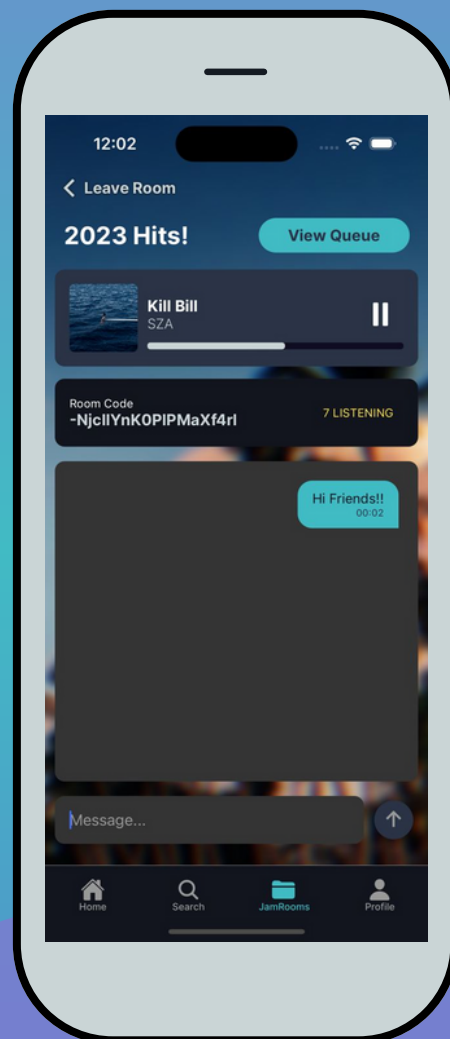 12:02
Leave Room
2023 Hits!
View Queue
Kill Bill
SZA
Room Code
-NjcllYnK0PlPMaXf4rl
7 LISTENING
Hi Friends!!
00:02
Message...
Home
Search
JamRooms
Profile